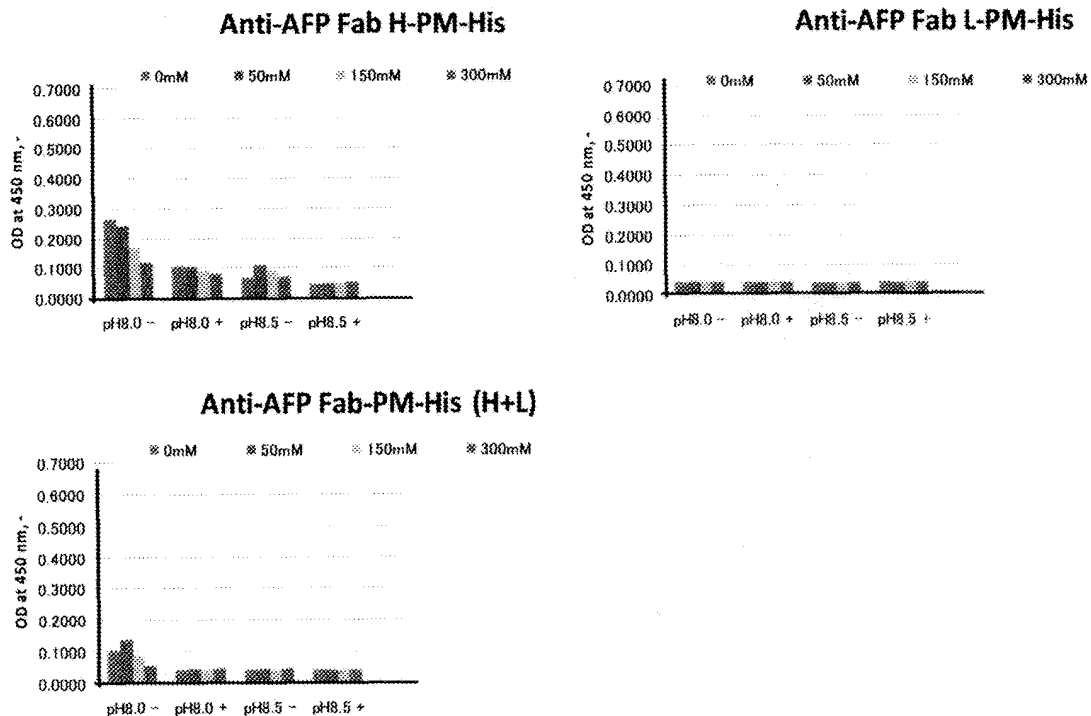 Anti-AFP Fab H-PM-His
0mM 50mM 150mM 300mM
OD at 450 nm, -
0.7000
0.6000
0.5000
0.4000
0.3000
0.2000
0.1000
0.0000
pH8.0 − pH8.0 + pH8.5 − pH8.5 +
Anti-AFP Fab L-PM-His
0mM 50mM 150mM 300mM
OD at 450 nm, -
0.7000
0.6000
0.5000
0.4000
0.3000
0.2000
0.1000
0.0000
pH8.0 − pH8.0 + pH8.5 − pH8.5 +
Anti-AFP Fab-PM-His (H+L)
0mM 50mM 150mM 300mM
OD at 450 nm, -
0.7000
0.6000
0.5000
0.4000
0.3000
0.2000
0.1000
0.0000
pH8.0 − pH8.0 + pH8.5 − pH8.5 +